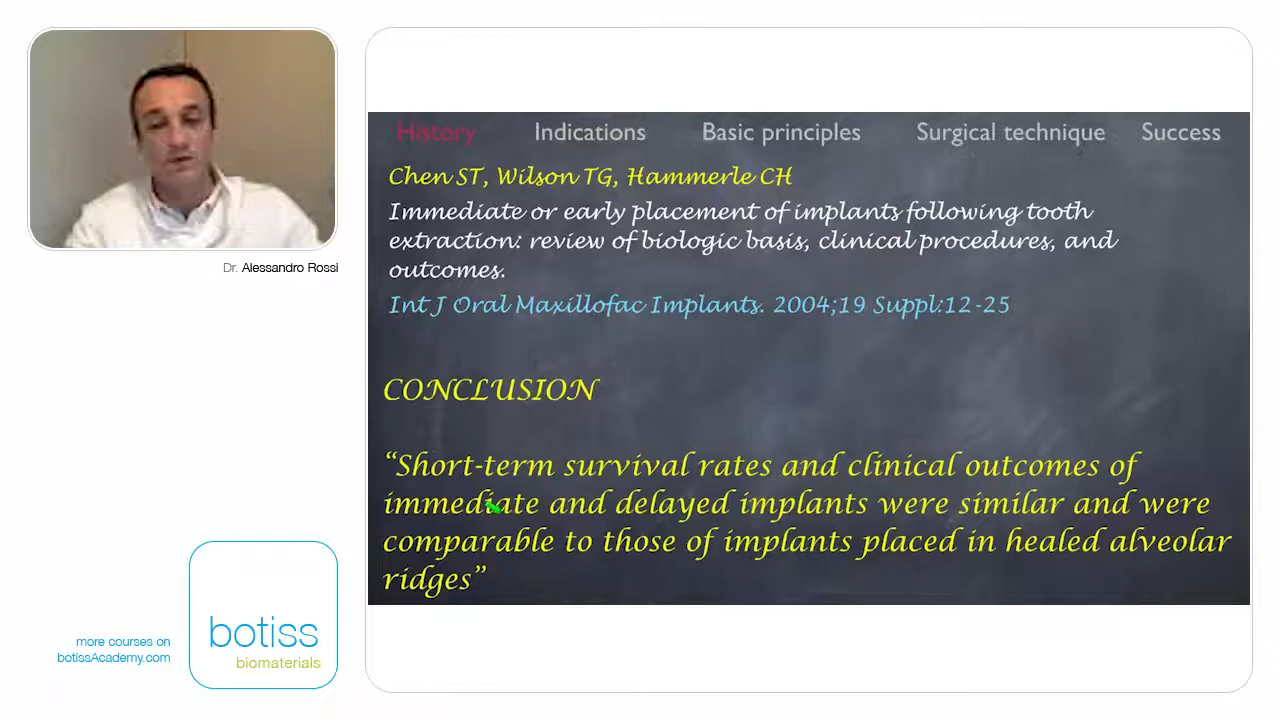 History Indications Basic principles Surgical technique Success
Chen ST, Wilson TG, Hammerle CH
Immediate or early placement of implants following tooth
extraction: review of biologic basis, clinical procedures, and
outcomes.
Int J Oral Maxillofac Implants. 2004;19 Suppl:12-25
CONCLUSION
“Short-term survival rates and clinical outcomes of
immediate and delayed implants were similar and were
comparable to those of implants placed in healed alveolar
ridges”
Dr. Alessandro Rossi
botiss
biomaterials
more courses on
botissAcademy.com